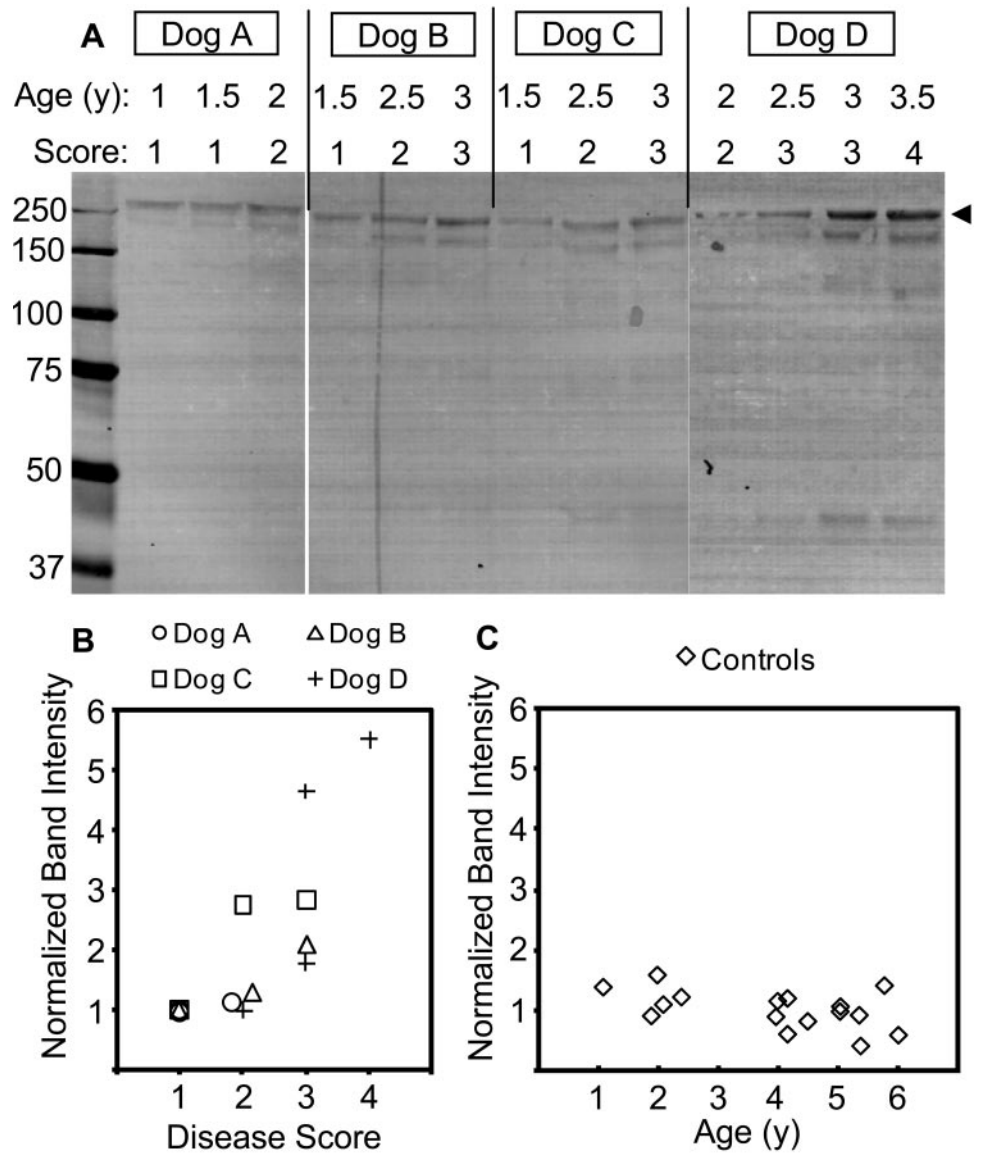 A Dog A Dog B Dog C Dog D
Age (y): 1 1.5 2 1.5 2.5 3 1.5 2.5 3 2 2.5 3 3.5
Score: 1 1 2 1 2 3 1 2 3 2 3 3 4
250
150
100
75
50
37
B
Dog A Dog B
Dog C Dog D
Normalized Band Intensity
6
5
4
3
2
1
1 2 3 4
Disease Score
C
Controls
Normalized Band Intensity
6
5
4
3
2
1
1 2 3 4 5 6
Age (y)